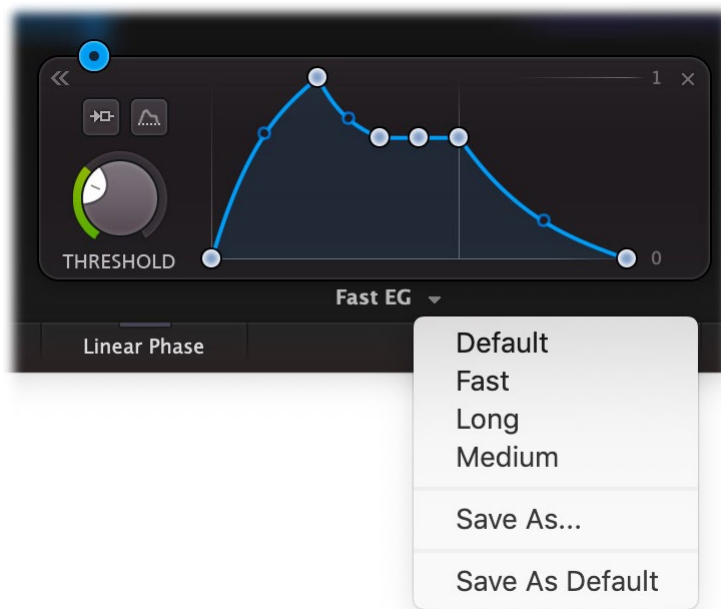 1
THRESHOLD
0
Fast EG
Linear Phase
Default
Fast
Long
Medium
Save As...
Save As Default